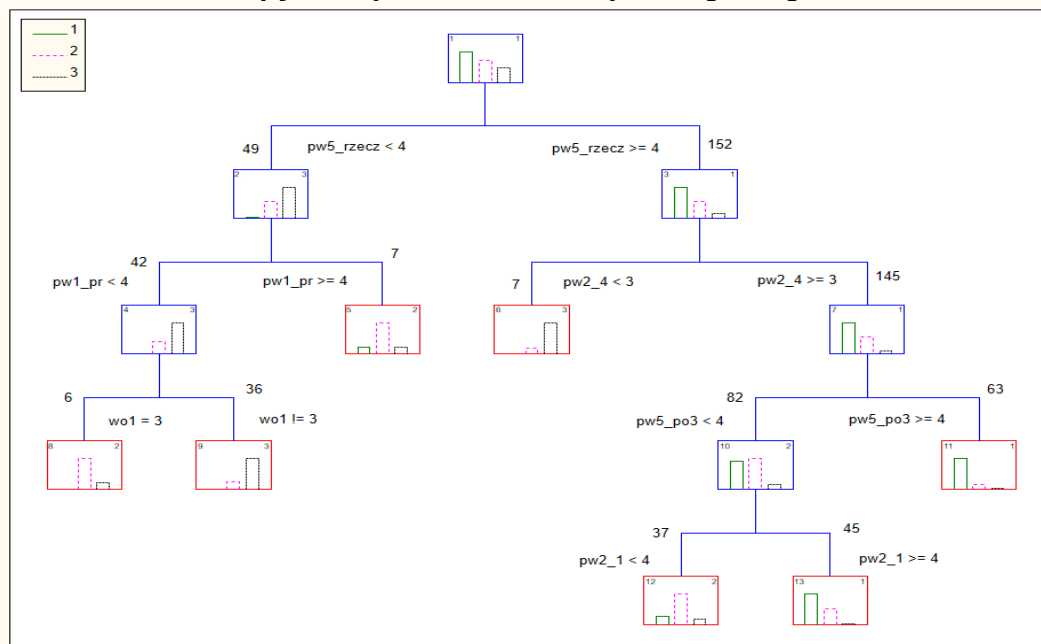 1
2
3
1 1
49 pw5_rzecz < 4 pw5_rzecz >= 4 152
2 3 3 1
42 7
pw1_pr < 4 pw1_pr >= 4 7 pw2_4 < 3 pw2_4 >= 3 145
4 3 5 2 6 3 7 1
6 36 82 63
wo1 = 3 wo1 != 3 pw5_po3 < 4 pw5_po3 >= 4
8 2 9 3 10 2 11 1
37 45
pw2_1 < 4 pw2_1 >= 4
12 2 13 1